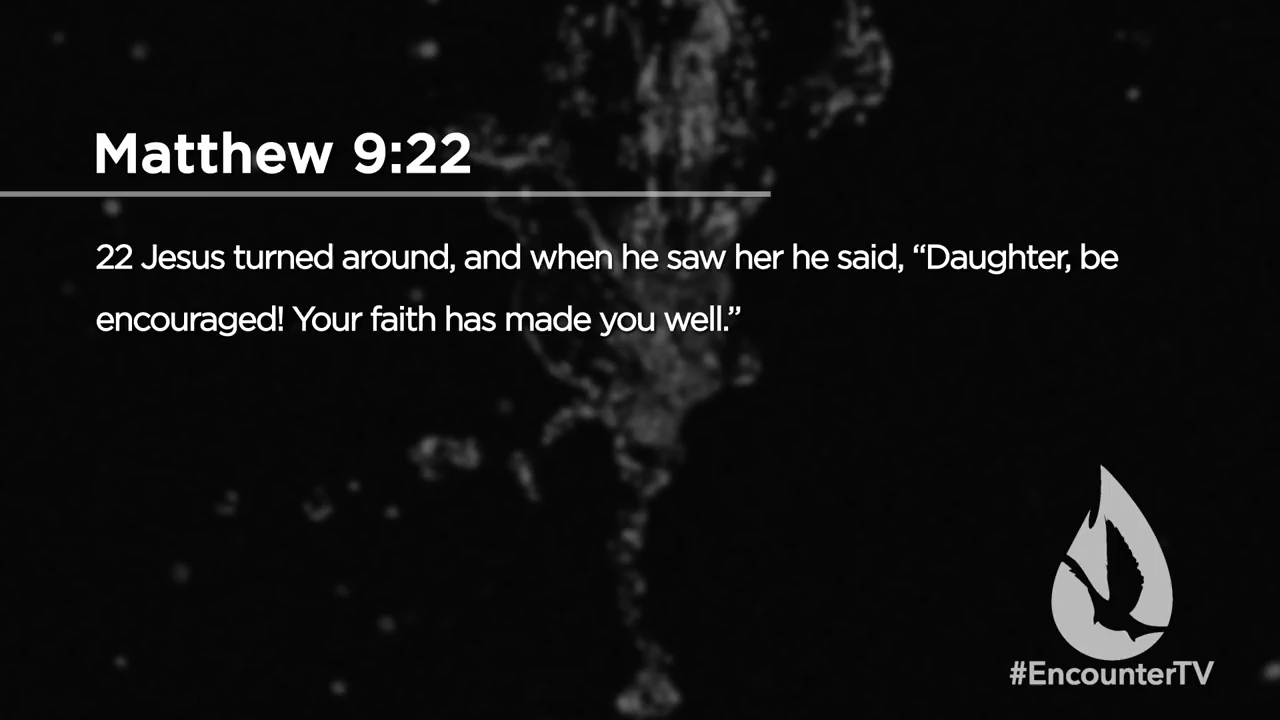 Matthew 9:22
22 Jesus turned around, and when he saw her he said, “Daughter, be
encouraged! Your faith has made you well.”
#EncounterTV